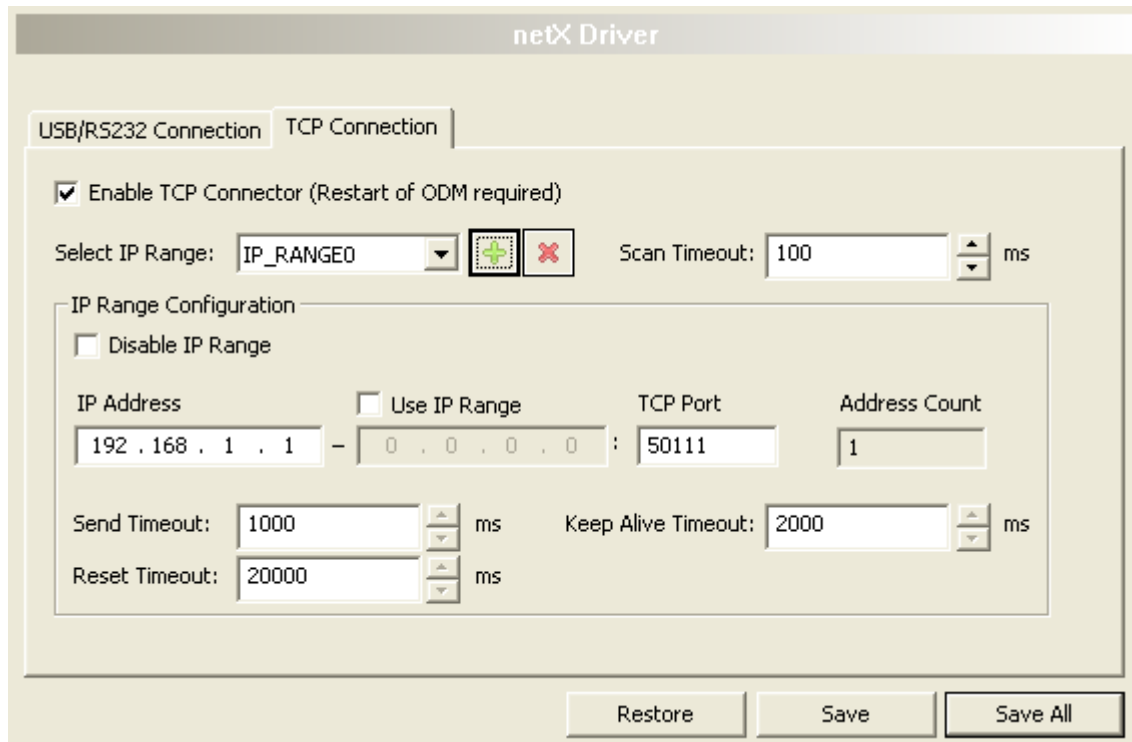 netX Driver
USB/RS232 Connection TCP Connection
Enable TCP Connector (Restart of ODM required)
Select IP Range: IP_RANGE0 Scan Timeout: 100 ms
IP Range Configuration
Disable IP Range
IP Address Use IP Range TCP Port Address Count
192 . 168 . 1 . 1 - 0 . 0 . 0 . 0 : 50111 1
Send Timeout: 1000 ms Keep Alive Timeout: 2000 ms
Reset Timeout: 20000 ms
Restore Save Save All